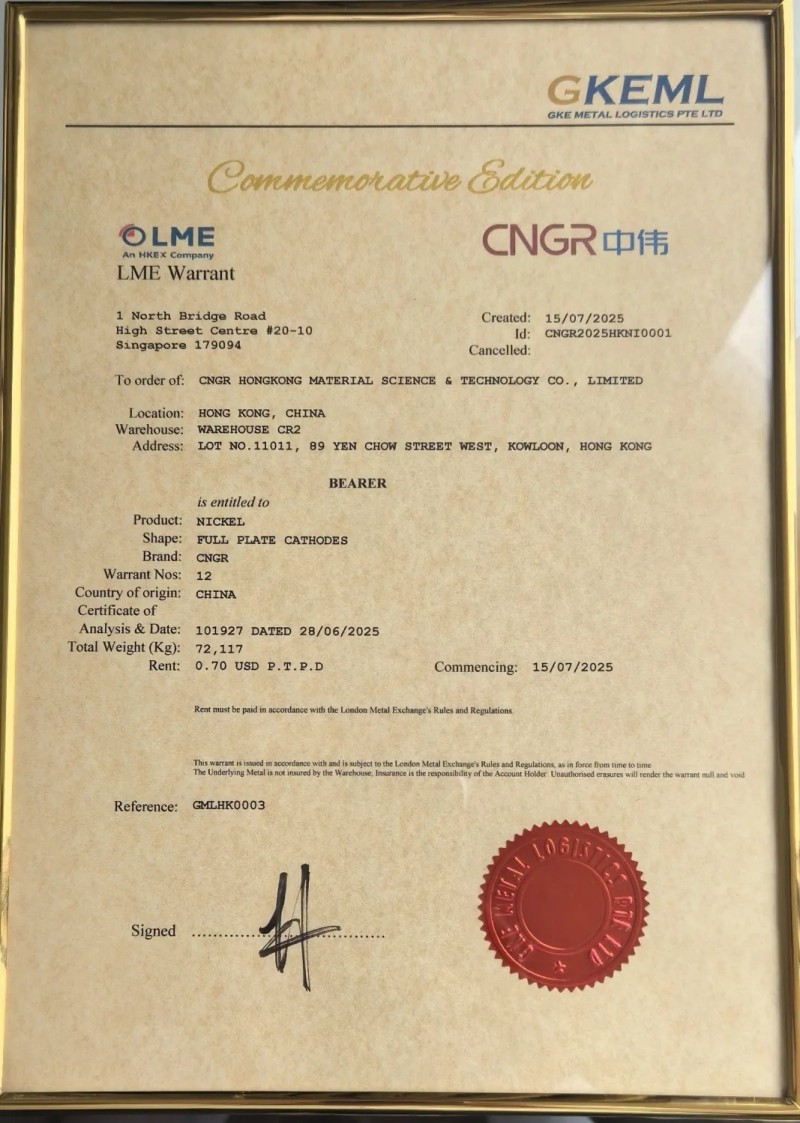 GKEML
GKE METAL LOGISTICS PTE LTD
Commemorative Edition
LME
An HKEX Company
CNGR中伟
LME Warrant
1 North Bridge Road
High Street Centre #20-10
Singapore 179094
Created: 15/07/2025
Id: CNGR2025HKNI0001
Cancelled:
To order of: CNGR HONGKONG MATERIAL SCIENCE & TECHNOLOGY CO., LIMITED
Location: HONG KONG, CHINA
Warehouse: WAREHOUSE CR2
Address: LOT NO.11011, 89 YEN CHOW STREET WEST, KOWLOON, HONG KONG
BEARER
is entitled to
Product: NICKEL
Shape: FULL PLATE CATHODES
Brand: CNGR
Warrant Nos: 12
Country of origin: CHINA
Certificate of
Analysis & Date: 101927 DATED 28/06/2025
Total Weight (Kg): 72,117
Rent: 0.70 USD P.T.P.D Commencing: 15/07/2025
Rent must be paid in accordance with the London Metal Exchange's Rules and Regulations.
This warrant is issued in accordance with and is subject to the London Metal Exchange's Rules and Regulations, as in force from time to time
The Underlying Metal is not insured by the Warehouse, Insurance is the responsibility of the Account Holder. Unauthorised erasures will render the warrant null and void
Reference: GMLHK0003
Signed
GKE METAL LOGISTICS PTE LTD